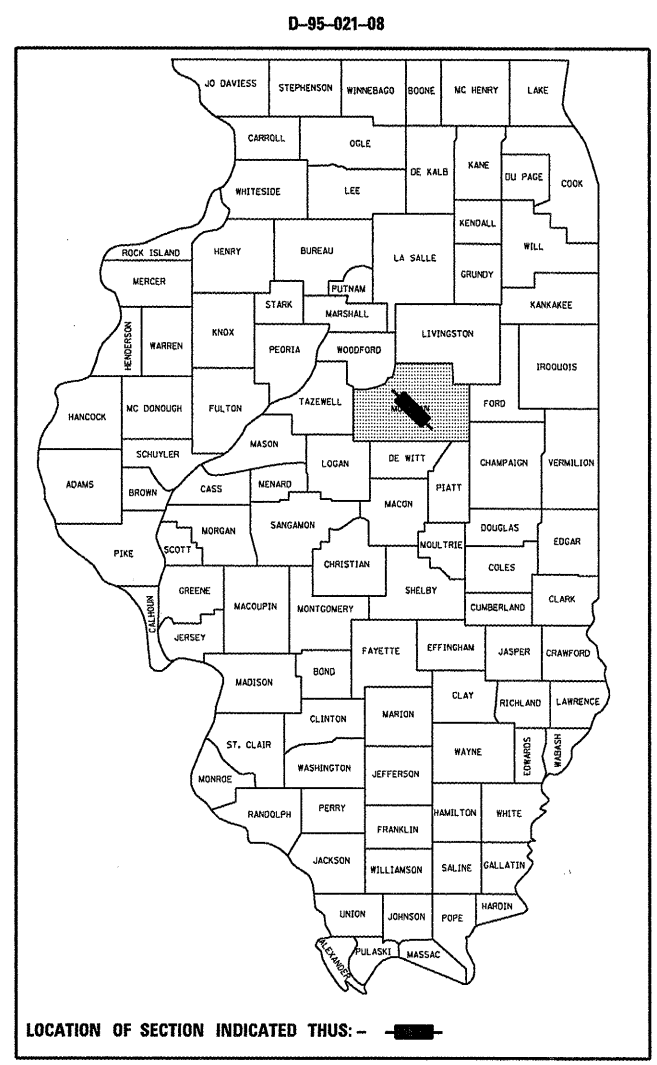 D-95-021-08
JO DAVIESS
STEPHENSON
WINNEBAGO
BOONE
MC HENRY
LAKE
CARROLL
OGLE
DE KALB
KANE
DU PAGE
COOK
WHITESIDE
LEE
KENDALL
WILL
ROCK ISLAND
HENRY
BUREAU
LA SALLE
GRUNDY
MERCER
PUTNAM
STARK
MARSHALL
KANKAKEE
HENDERSON
WARREN
KNOX
PEORIA
WOODFORD
LIVINGSTON
IROQUOIS
HANCOCK
MC DONOUGH
FULTON
TAZEWELL
FORD
MASON
SCHUYLER
LOGAN
DE WITT
CHAMPAIGN
VERMILION
ADAMS
BROWN
CASS
MENARD
PIATT
MACON
MORGAN
SANGAMON
DOUGLAS
EDGAR
PIKE
SCOTT
CHRISTIAN
MOULTRIE
COLES
GREENE
MACOUPIN
MONTGOMERY
SHELBY
CUMBERLAND
CLARK
CALHOUN
JERSEY
FAYETTE
EFFINGHAM
JASPER
CRAWFORD
MADISON
BOND
CLAY
RICHLAND
LAWRENCE
CLINTON
MARION
ST. CLAIR
WAYNE
EDWARDS
WABASH
MONROE
WASHINGTON
JEFFERSON
RANDOLPH
PERRY
HAMILTON
WHITE
FRANKLIN
JACKSON
WILLIAMSON
SALINE
GALLATIN
UNION
JOHNSON
POPE
HARDIN
ALEXANDER
PULASKI
MASSAC
LOCATION OF SECTION INDICATED THUS: -